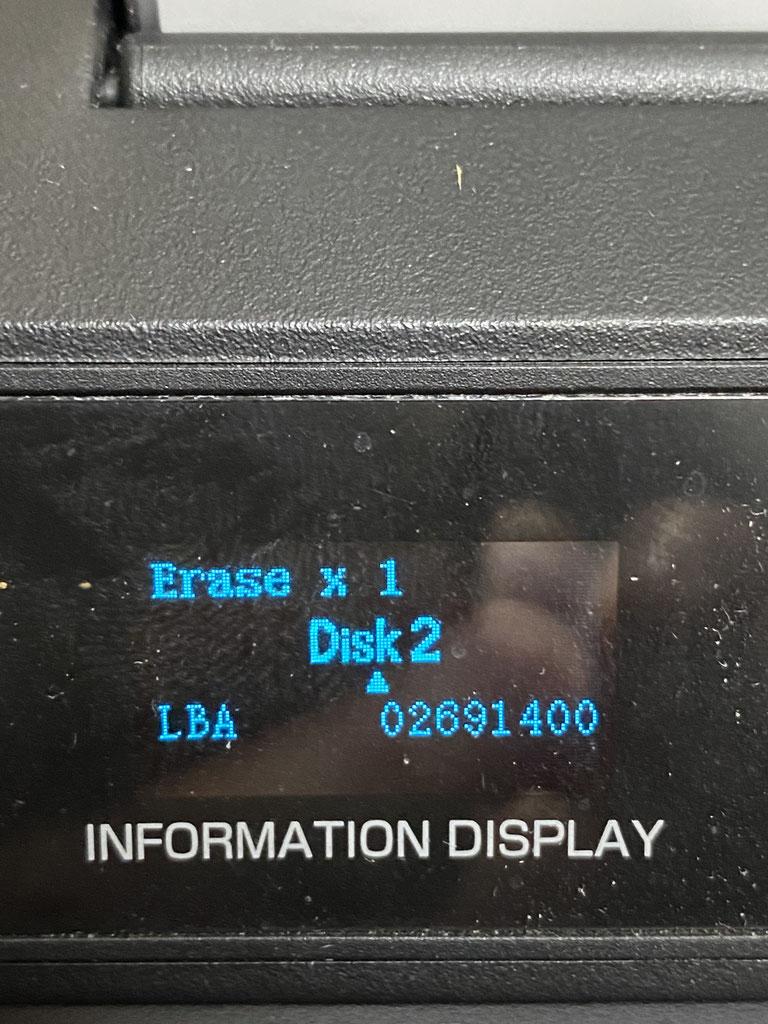 Erase x 1
Disk2
LBA 02691400
INFORMATION DISPLAY